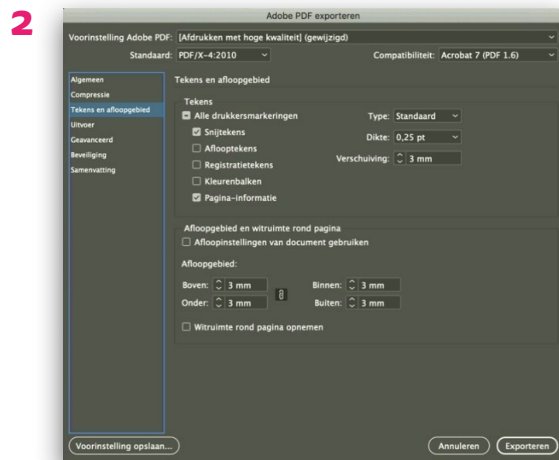 2
Adobe PDF exporteren
Voorinstelling Adobe PDF: [Afdrukken met hoge kwaliteit] (gewijzigd)
Standaard: PDF/X-4:2010 Compatibiliteit: Acrobat 7 (PDF 1.6)
Algemeen
Compressie
Tekens en afloopgebied
Uitvoer
Geavanceerd
Beveiliging
Samenvatting
Tekens en afloopgebied
Tekens
Alle drukkersmarkeringen Type: Standaard
Snijtekens Dikte: 0,25 pt
Aflooptekens Verschuiving: 3 mm
Registratietekens
Kleurenbalken
Pagina-informatie
Afloopgebied en witruimte rond pagina
Afloopinstellingen van document gebruiken
Afloopgebied:
Boven: 3 mm Binnen: 3 mm
Onder: 3 mm Buiten: 3 mm
Witruimte rond pagina opnemen
Voorinstelling opslaan... Annuleren Exporteren